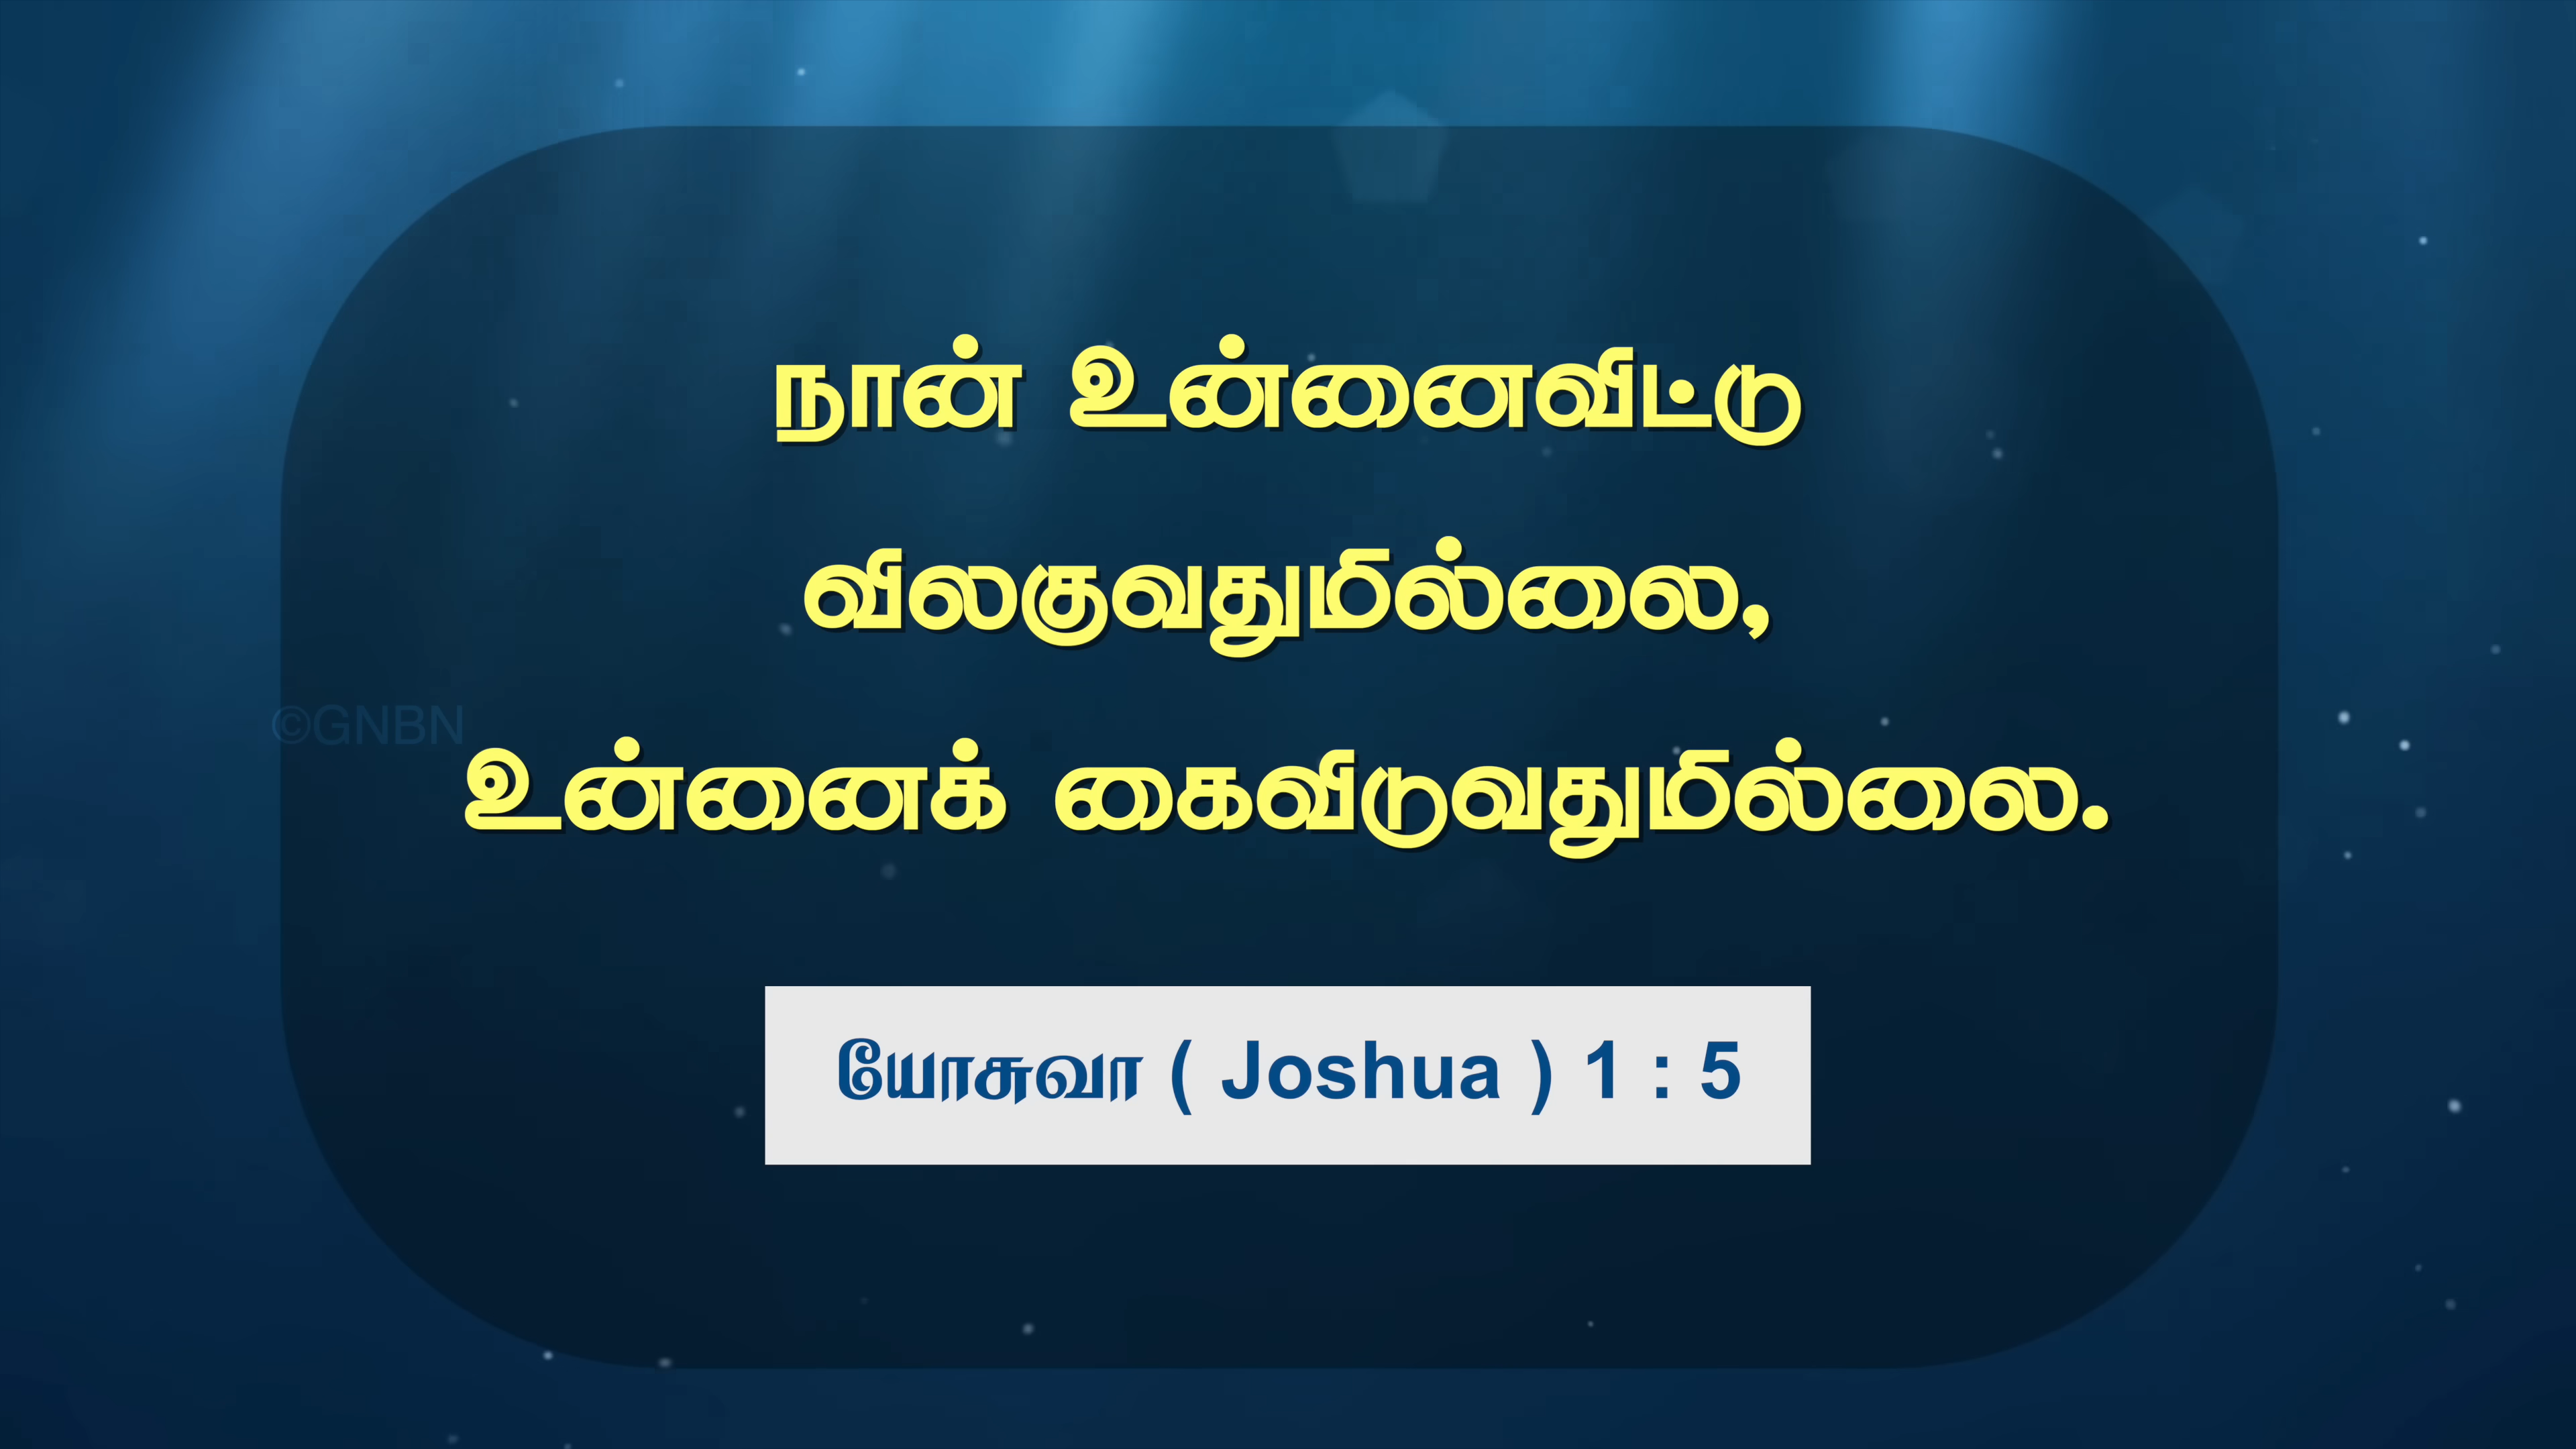 நான் உன்னைவிட்டு
விலகுவதுமில்லை,
©GNBN
உன்னைக் கைவிடுவதுமில்லை.
யோசுவா ( Joshua ) 1 : 5